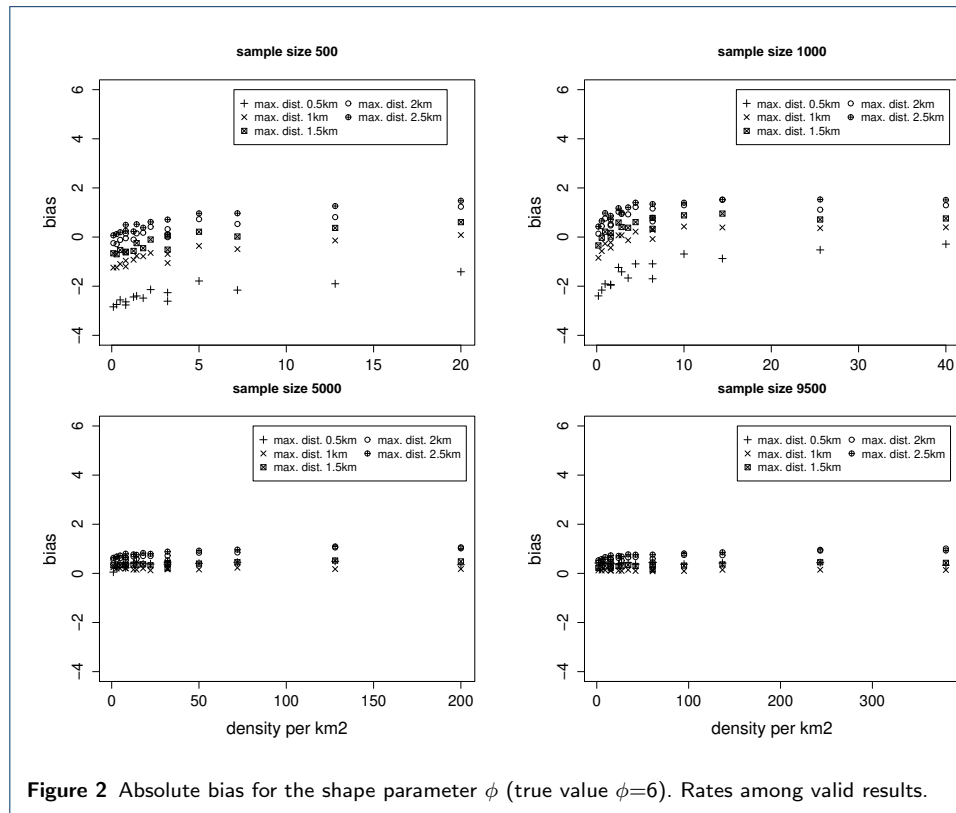 sample size 500
+ max. dist. 0.5km ○ max. dist. 2km
× max. dist. 1km ⊕ max. dist. 2.5km
⊠ max. dist. 1.5km
bias
6
4
2
0
−2
−4
0 5 10 15 20
sample size 1000
+ max. dist. 0.5km ○ max. dist. 2km
× max. dist. 1km ⊕ max. dist. 2.5km
⊠ max. dist. 1.5km
bias
6
4
2
0
−2
−4
0 10 20 30 40
sample size 5000
+ max. dist. 0.5km ○ max. dist. 2km
× max. dist. 1km ⊕ max. dist. 2.5km
⊠ max. dist. 1.5km
bias
6
4
2
0
−2
−4
0 50 100 150 200
density per km2
sample size 9500
+ max. dist. 0.5km ○ max. dist. 2km
× max. dist. 1km ⊕ max. dist. 2.5km
⊠ max. dist. 1.5km
bias
6
4
2
0
−2
−4
0 100 200 300
density per km2
Figure 2 Absolute bias for the shape parameter ϕ (true value ϕ=6). Rates among valid results.